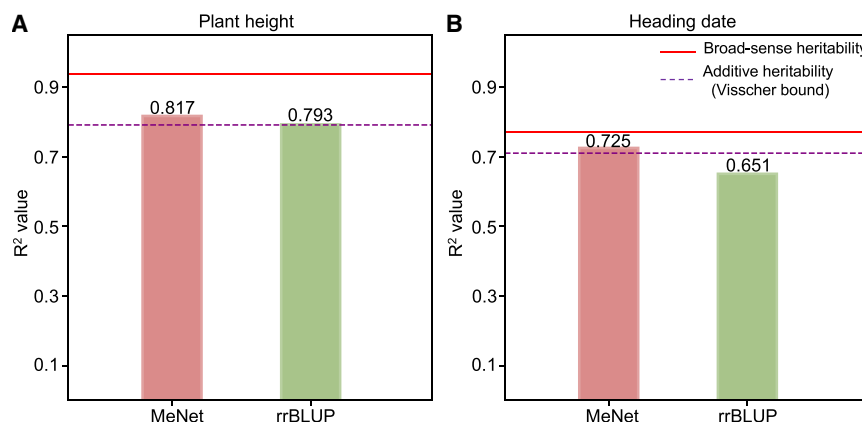 A
Plant height
R² value
0.9
0.7
0.5
0.3
0.1
0.817
0.793
MeNet
rrBLUP
B
Heading date
Broad-sense heritability
Additive heritability
(Visscher bound)
R² value
0.9
0.7
0.5
0.3
0.1
0.725
0.651
MeNet
rrBLUP